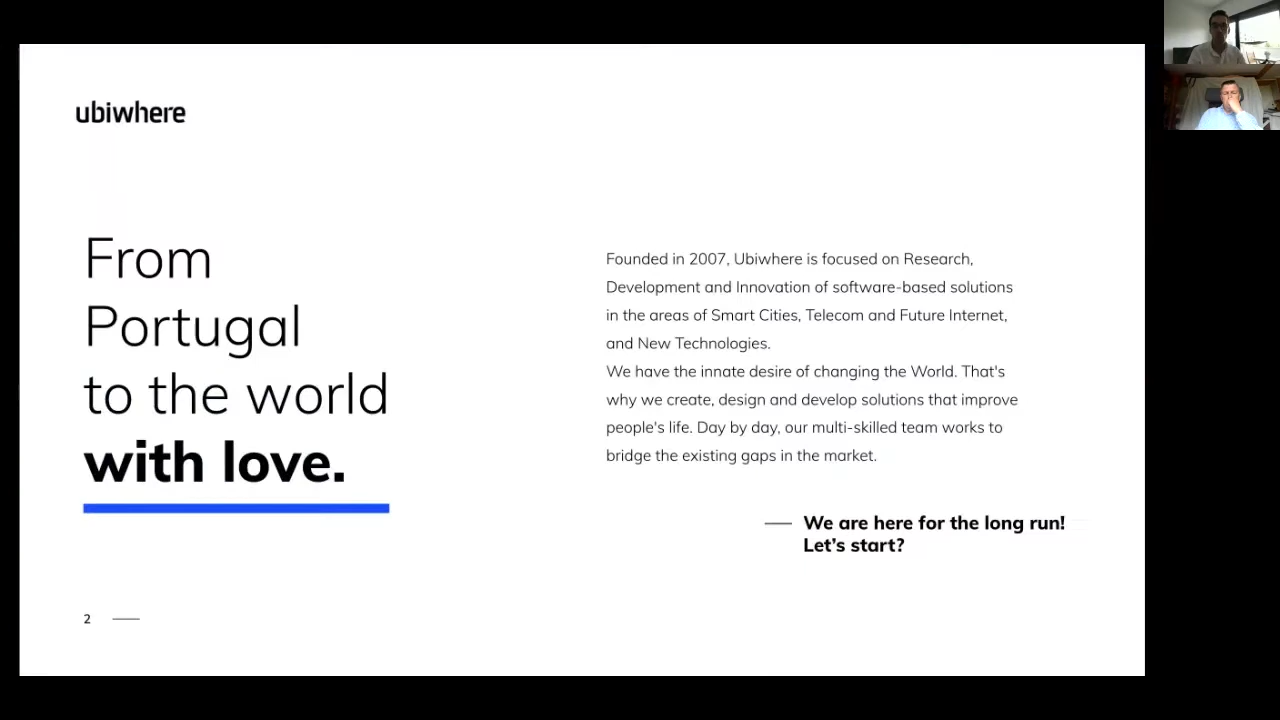 ubiwhere
From
Portugal
to the world
with love.
Founded in 2007, Ubiwhere is focused on Research,
Development and Innovation of software-based solutions
in the areas of Smart Cities, Telecom and Future Internet,
and New Technologies.
We have the innate desire of changing the World. That's
why we create, design and develop solutions that improve
people's life. Day by day, our multi-skilled team works to
bridge the existing gaps in the market.
We are here for the long run!
Let’s start?
2